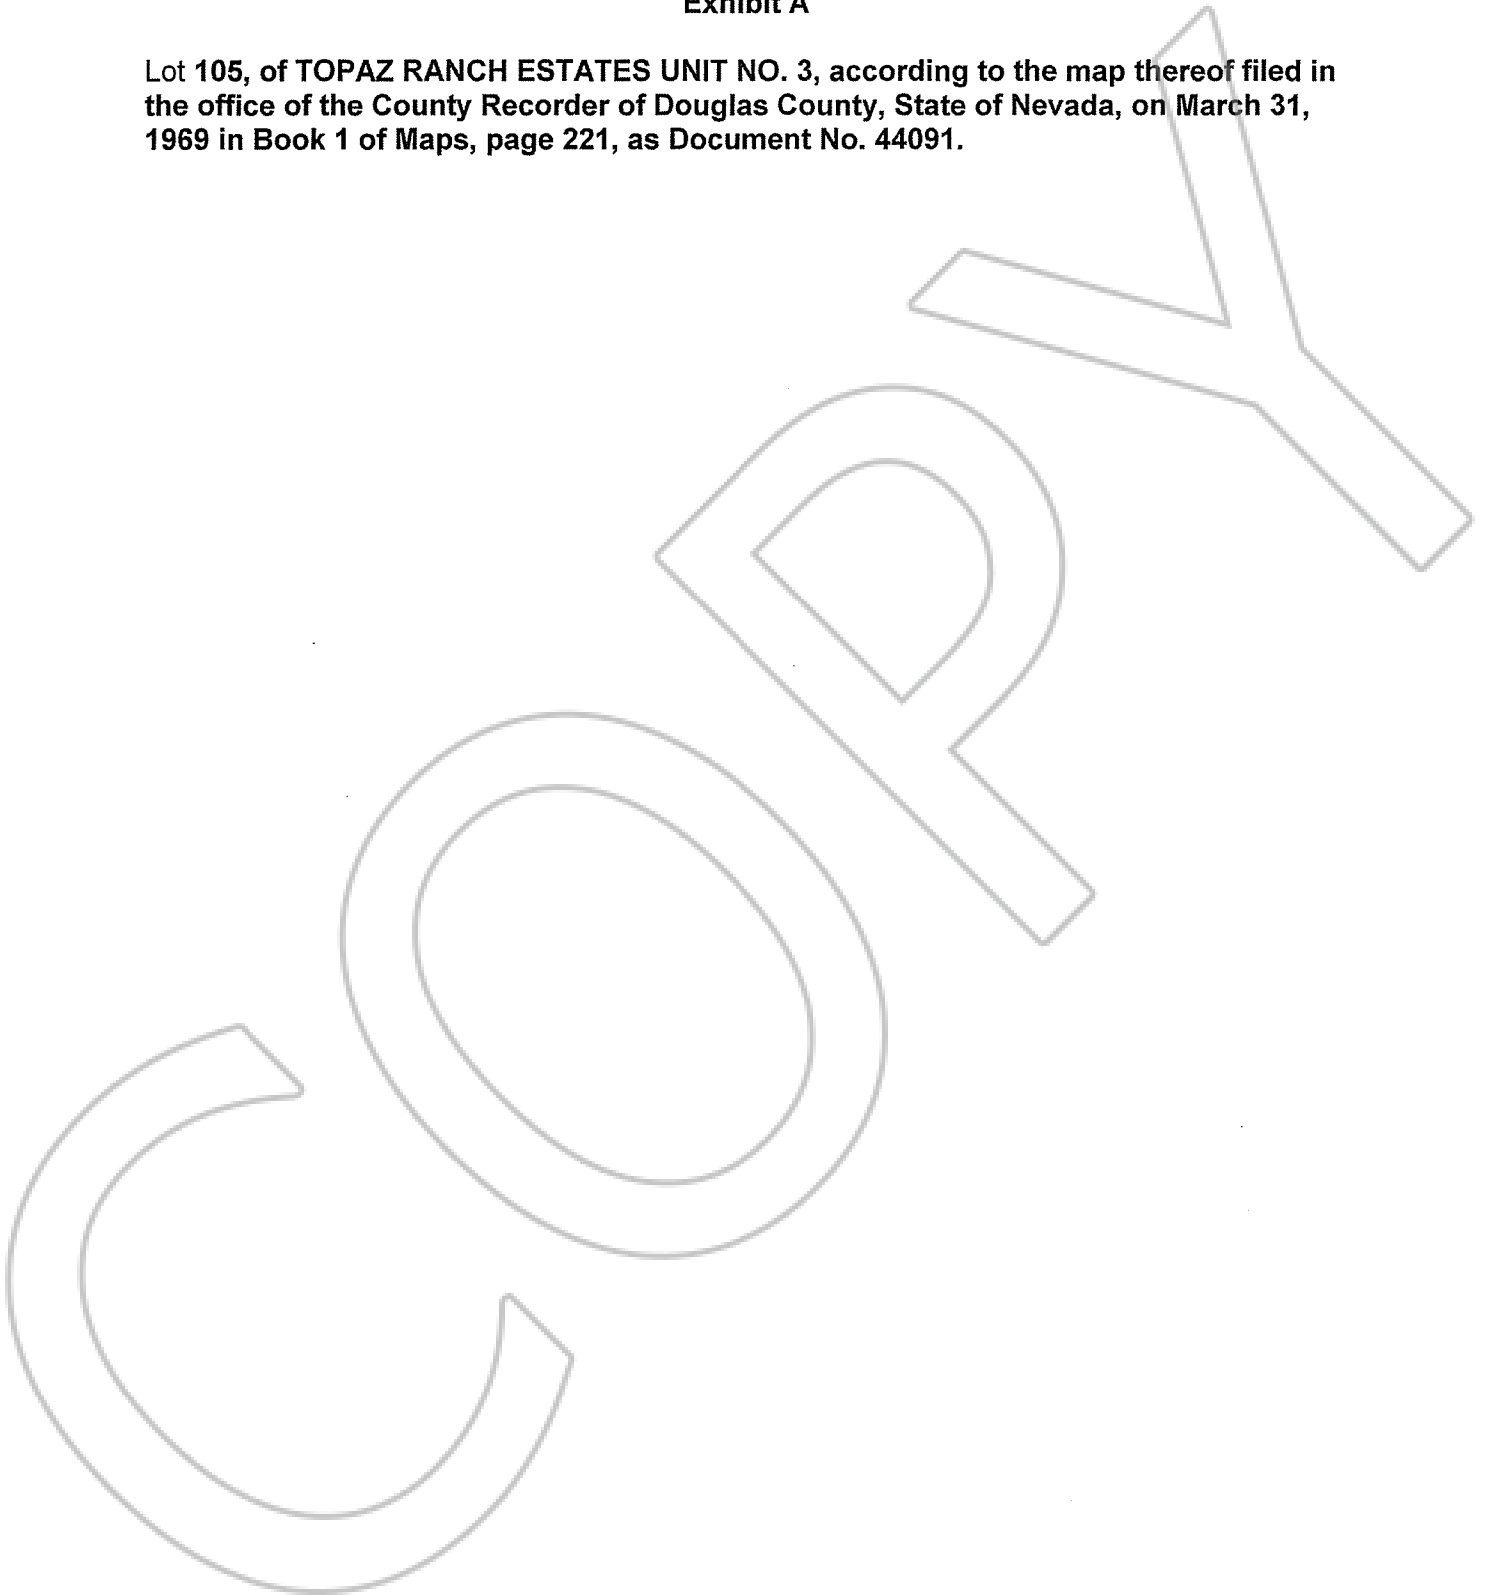 Exhibit A
Lot 105, of TOPAZ RANCH ESTATES UNIT NO. 3, according to the map thereof filed in
the office of the County Recorder of Douglas County, State of Nevada, on March 31,
1969 in Book 1 of Maps, page 221, as Document No. 44091.
COPY